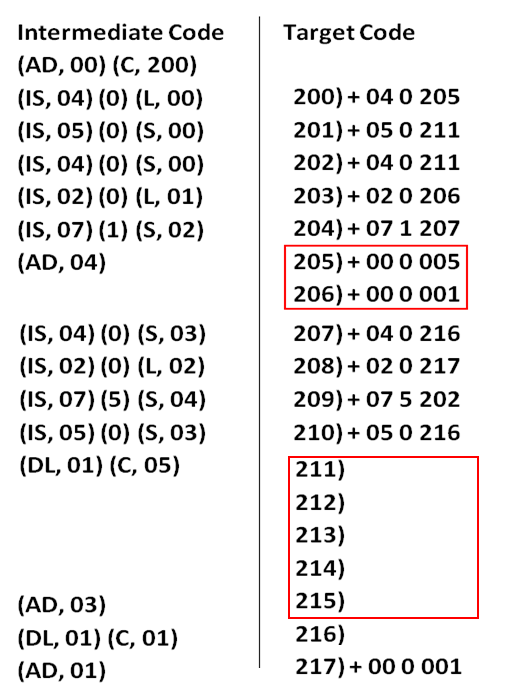 Intermediate Code Target Code
(AD, 00) (C, 200)
(IS, 04) (0) (L, 00) 200) + 04 0 205
(IS, 05) (0) (S, 00) 201) + 05 0 211
(IS, 04) (0) (S, 00) 202) + 04 0 211
(IS, 02) (0) (L, 01) 203) + 02 0 206
(IS, 07) (1) (S, 02) 204) + 07 1 207
(AD, 04) 205) + 00 0 005
206) + 00 0 001
(IS, 04) (0) (S, 03) 207) + 04 0 216
(IS, 02) (0) (L, 02) 208) + 02 0 217
(IS, 07) (5) (S, 04) 209) + 07 5 202
(IS, 05) (0) (S, 03) 210) + 05 0 216
(DL, 01) (C, 05) 211)
212)
213)
214)
(AD, 03) 215)
(DL, 01) (C, 01) 216)
(AD, 01) 217) + 00 0 001